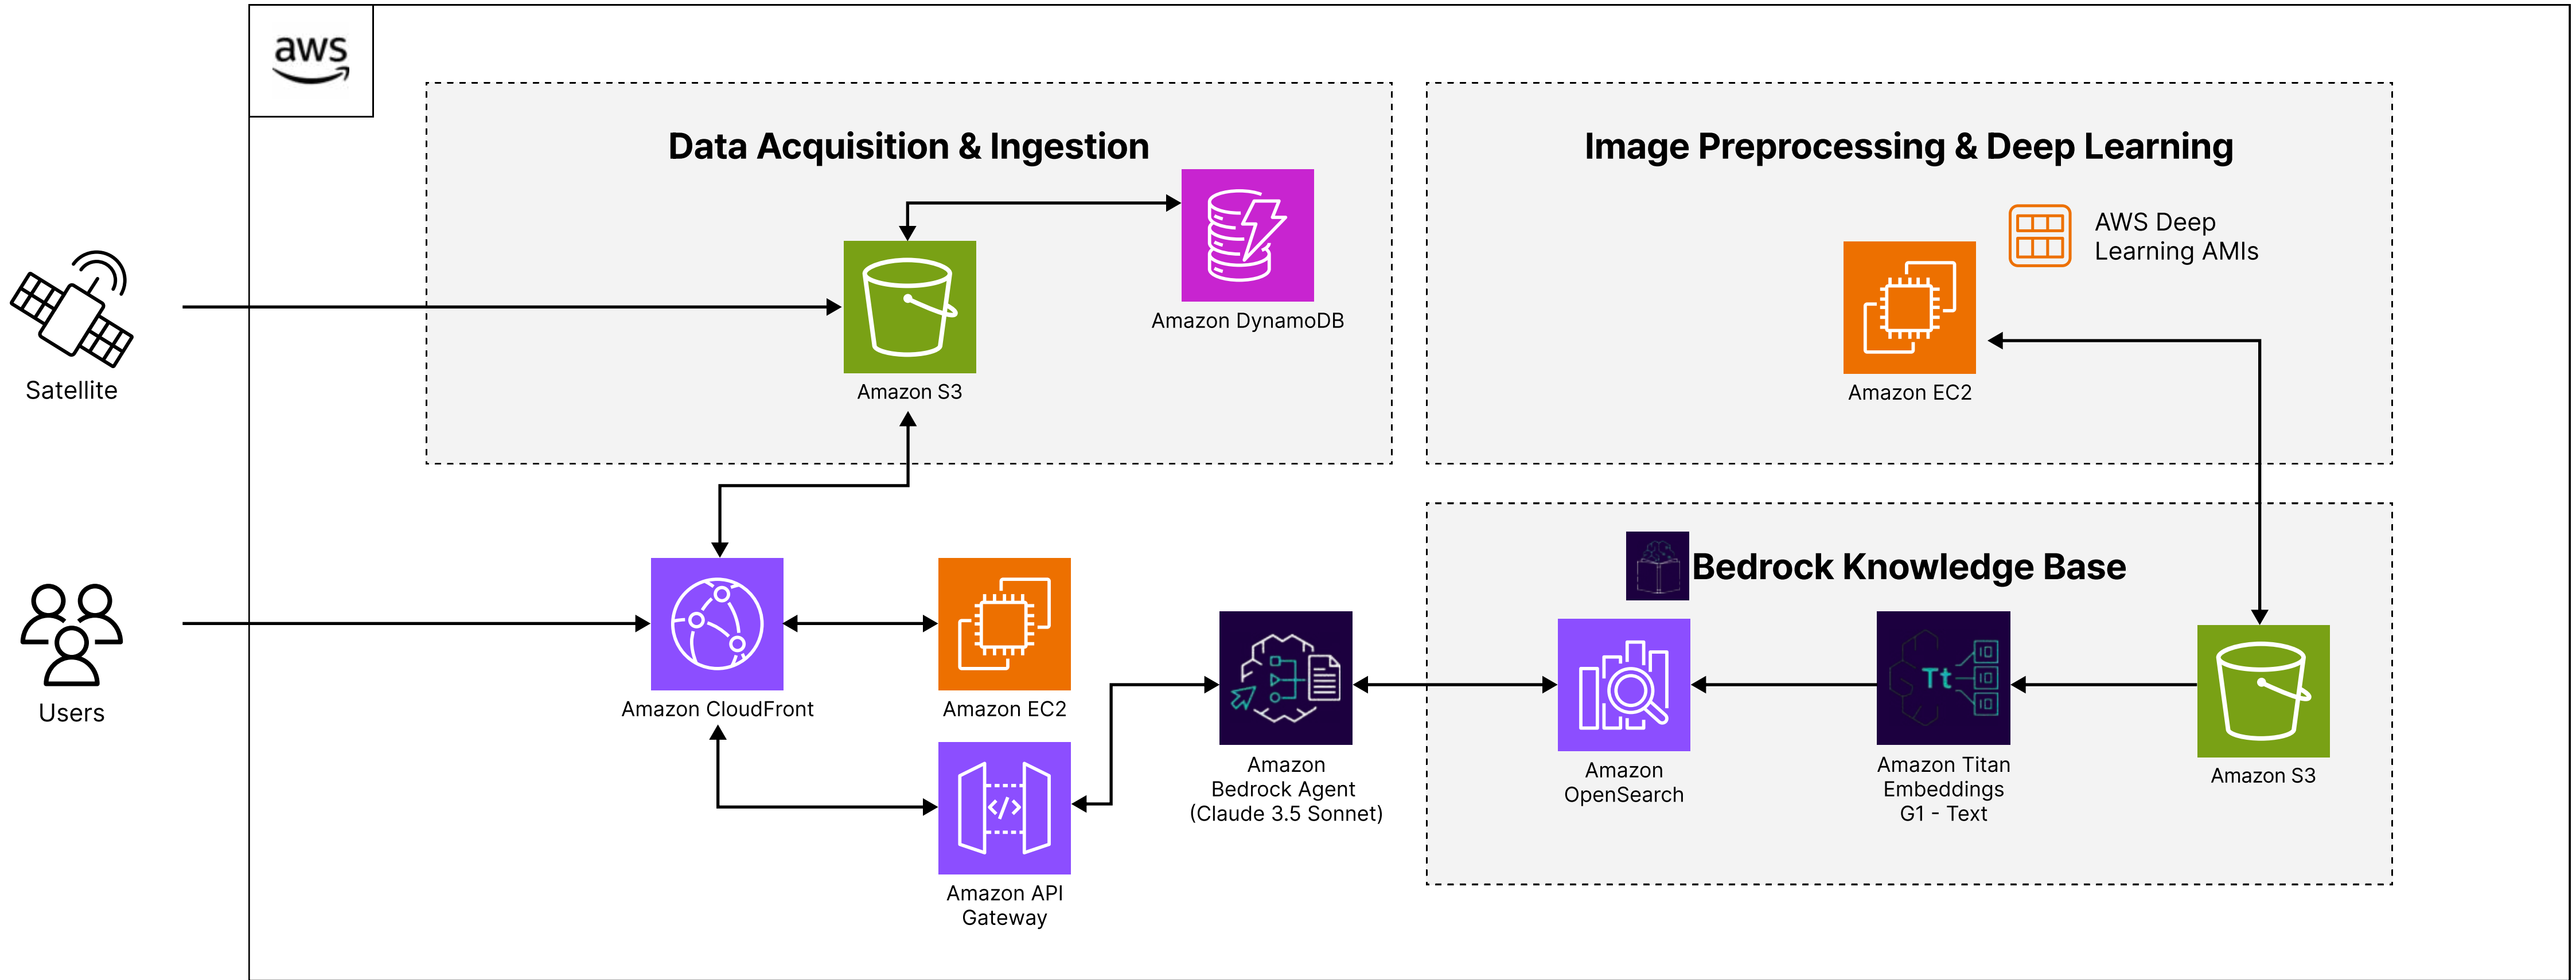 aws
Data Acquisition & Ingestion
Amazon DynamoDB
Amazon S3
Image Preprocessing & Deep Learning
AWS Deep
Learning AMIs
Amazon EC2
Satellite
Users
Amazon CloudFront
Amazon EC2
Amazon API
Gateway
Amazon
Bedrock Agent
(Claude 3.5 Sonnet)
Bedrock Knowledge Base
Amazon
OpenSearch
Tt
Amazon Titan
Embeddings
G1 - Text
Amazon S3